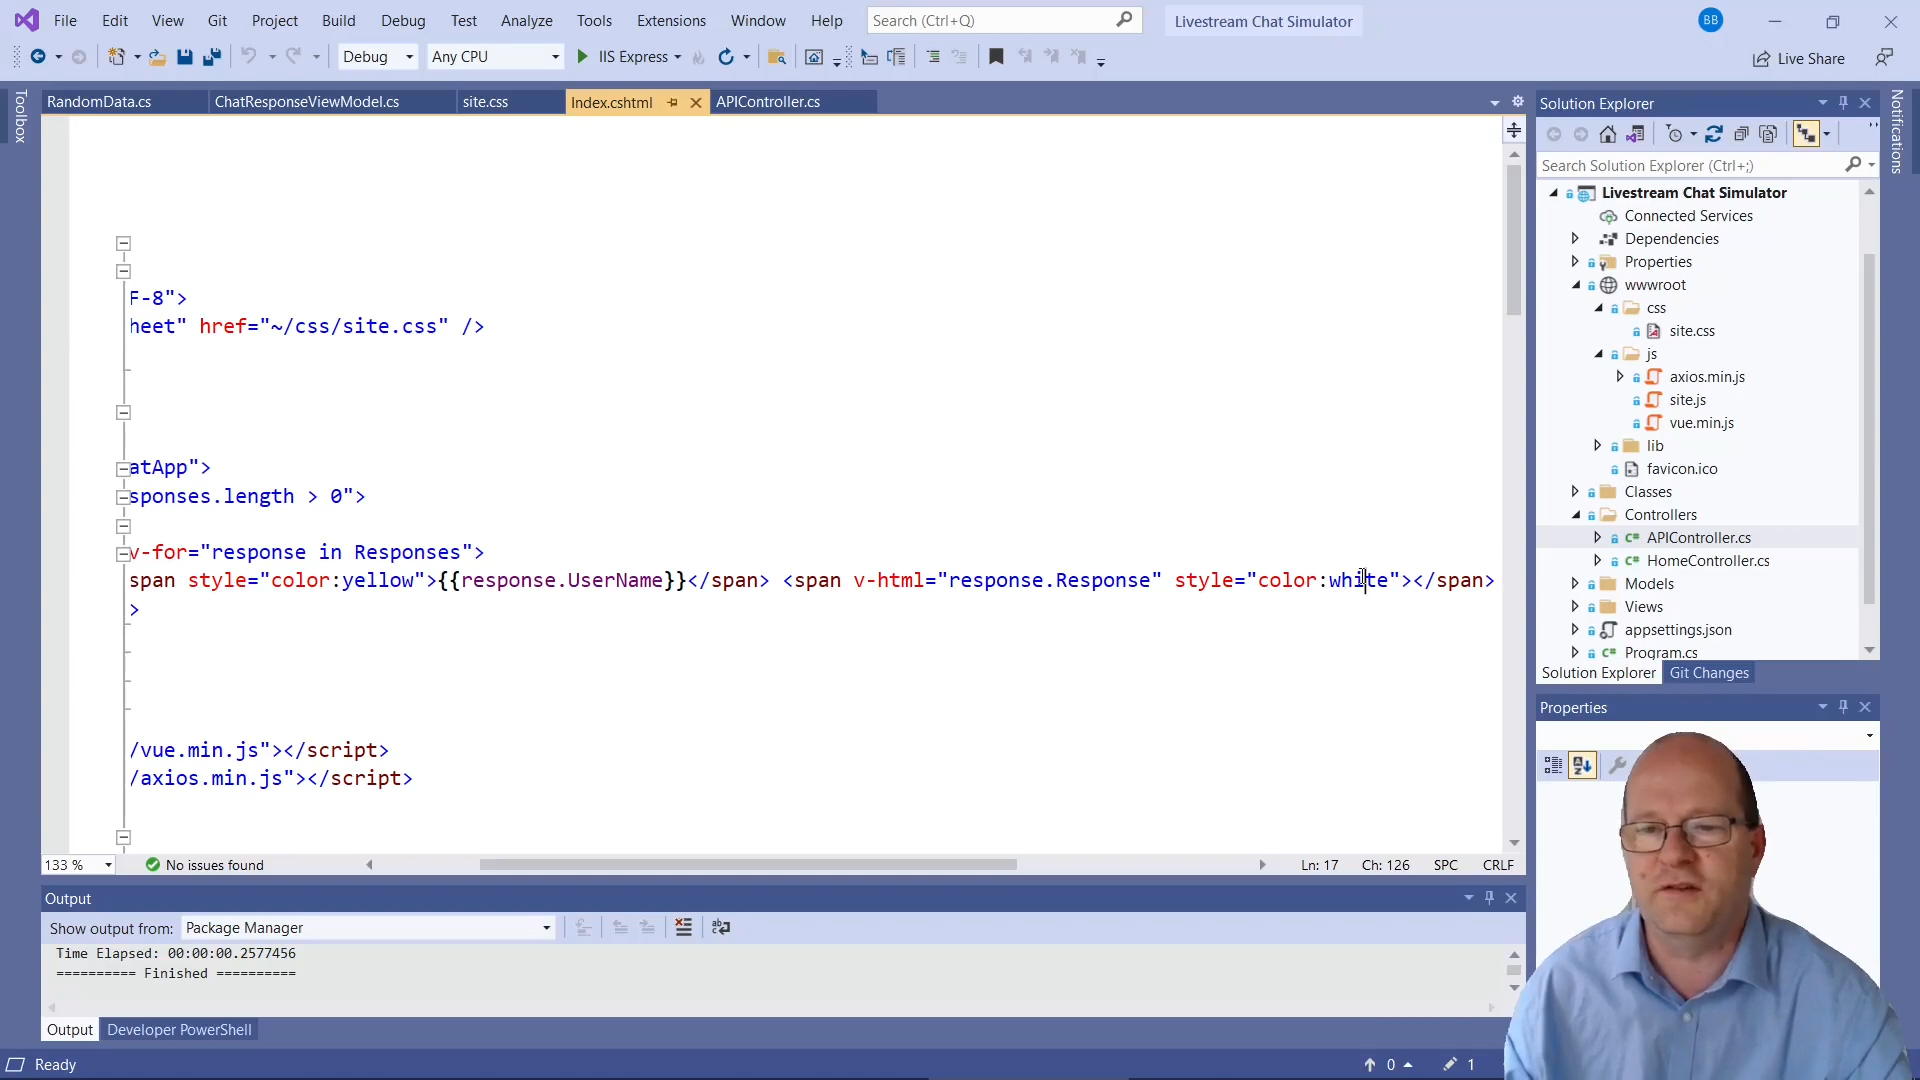 File Edit View Git Project Build Debug Test Analyze Tools Extensions Window Help Search (Ctrl+Q) Livestream Chat Simulator BB
Debug Any CPU IIS Express Live Share
Toolbox
RandomData.cs ChatResponseViewModel.cs site.css Index.cshtml APIController.cs
F-8">
heet" href="~/css/site.css" />
atApp">
sponses.length > 0">
v-for="response in Responses">
span style="color:yellow">{{response.UserName}}</span> <span v-html="response.Response" style="color:white"></span>
>
/vue.min.js"></script>
/axios.min.js"></script>
133 % No issues found Ln: 17 Ch: 126 SPC CRLF
Output
Show output from: Package Manager
Time Elapsed: 00:00:00.2577456
========== Finished ==========
Output Developer PowerShell
Ready 0 1
Solution Explorer
Search Solution Explorer (Ctrl+;)
Livestream Chat Simulator
Connected Services
Dependencies
Properties
wwwroot
css
site.css
js
axios.min.js
site.js
vue.min.js
lib
favicon.ico
Classes
Controllers
APIController.cs
HomeController.cs
Models
Views
appsettings.json
Program.cs
Solution Explorer Git Changes
Properties
Notifications